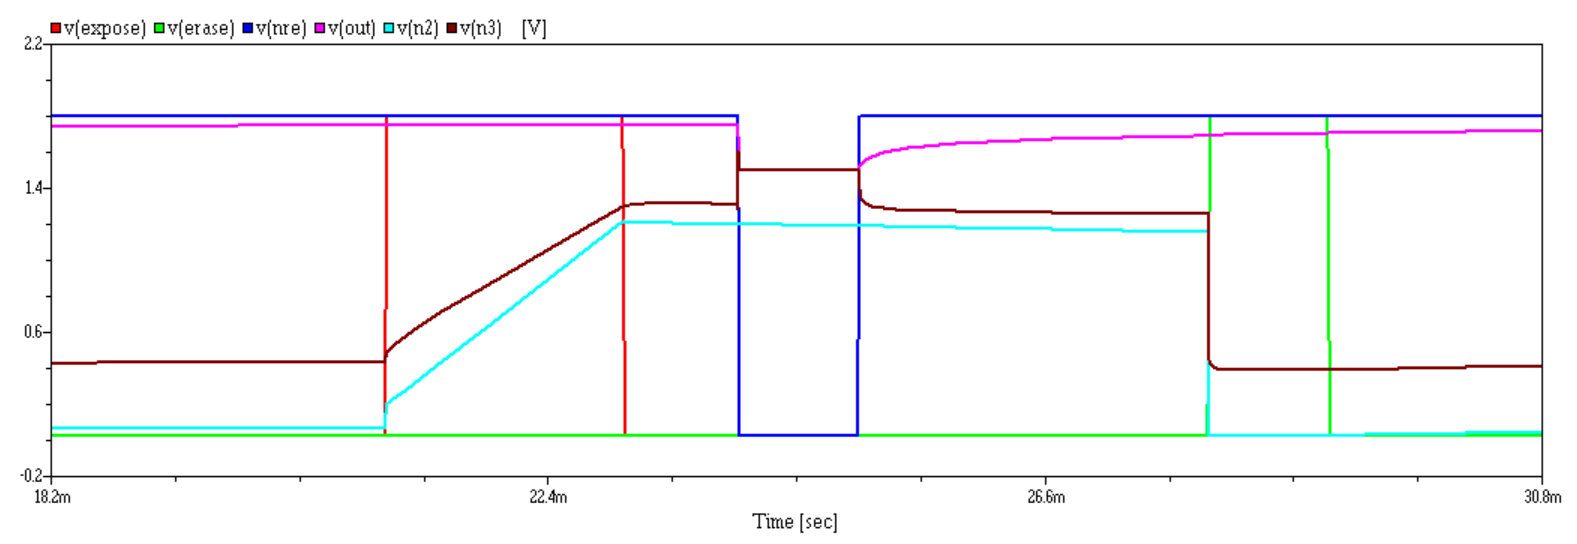 v(expose) v(erase) v(nre) v(out) v(n2) v(n3) [V]
2.2
1.4
0.6
-0.2
18.2m 22.4m 26.6m 30.8m
Time [sec]